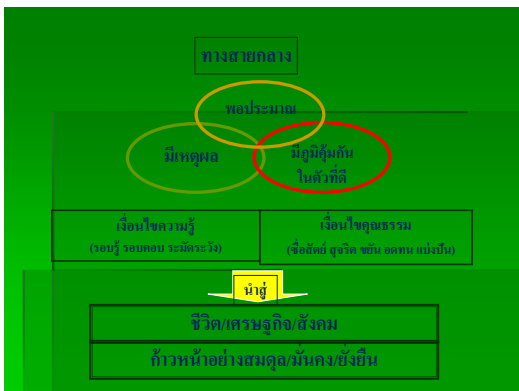 ทางสายกลาง
พอประมาณ
มีเหตุผล
มีภูมิคุ้มกัน
ในตัวที่ดี
เงื่อนไขความรู้
(รอบรู้ รอบคอบ ระมัดระวัง)
เงื่อนไขคุณธรรม
(ซื่อสัตย์ สุจริต ขยัน อดทน แบ่งปัน)
นำสู่
ชีวิต/เศรษฐกิจ/สังคม
ก้าวหน้าอย่างสมดุล/มั่นคง/ยั่งยืน